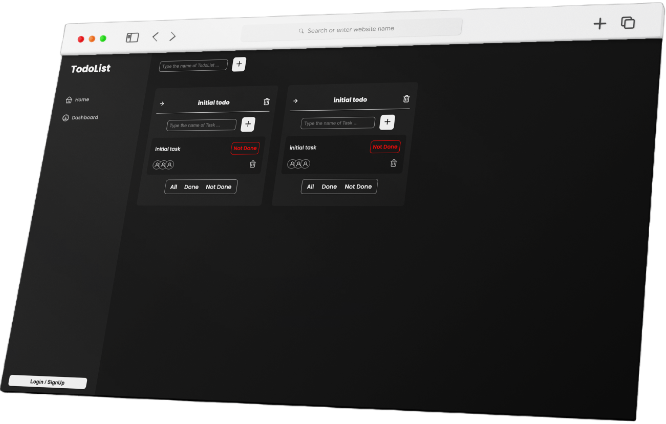 Search or enter website name
TodoList
Type the name of TodoList ...
+
Home
Dashboard
initial todo
Type the name of Task ...
+
initial task
Not Done
All Done Not Done
initial todo
Type the name of Task ...
+
initial task
Not Done
All Done Not Done
Login / SignUp